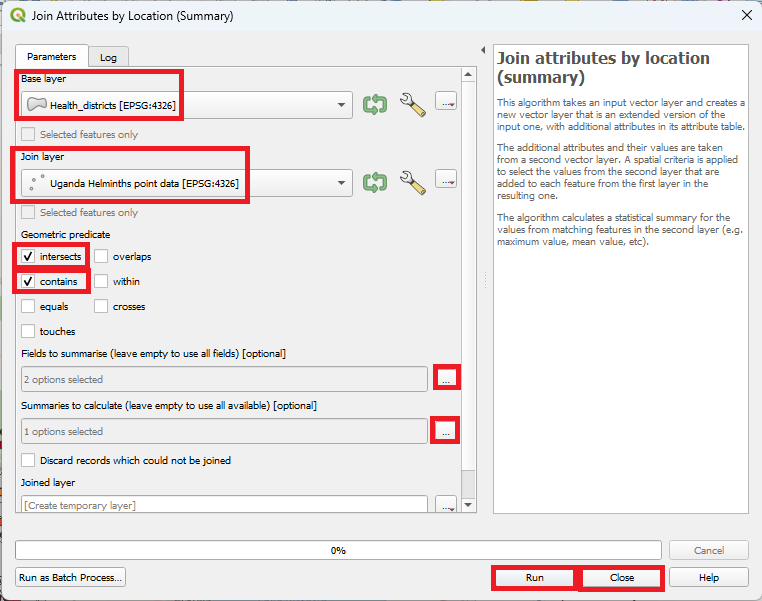 Join Attributes by Location (Summary)
Parameters
Log
Base layer
Health_districts [EPSG:4326]
...
Selected features only
Join layer
Uganda Helminths point data [EPSG:4326]
...
Selected features only
Geometric predicate
intersects
overlaps
contains
within
equals
crosses
touches
Fields to summarise (leave empty to use all fields) [optional]
2 options selected
...
Summaries to calculate (leave empty to use all available) [optional]
1 options selected
...
Discard records which could not be joined
Joined layer
[Create temporary layer]
...
Join attributes by location
(summary)
This algorithm takes an input vector layer and creates a
new vector layer that is an extended version of the
input one, with additional attributes in its attribute table.
The additional attributes and their values are taken
from a second vector layer. A spatial criteria is applied
to select the values from the second layer that are
added to each feature from the first layer in the
resulting one.
The algorithm calculates a statistical summary for the
values from matching features in the second layer (e.g.
maximum value, mean value, etc).
0%
Cancel
Run as Batch Process...
Run
Close
Help